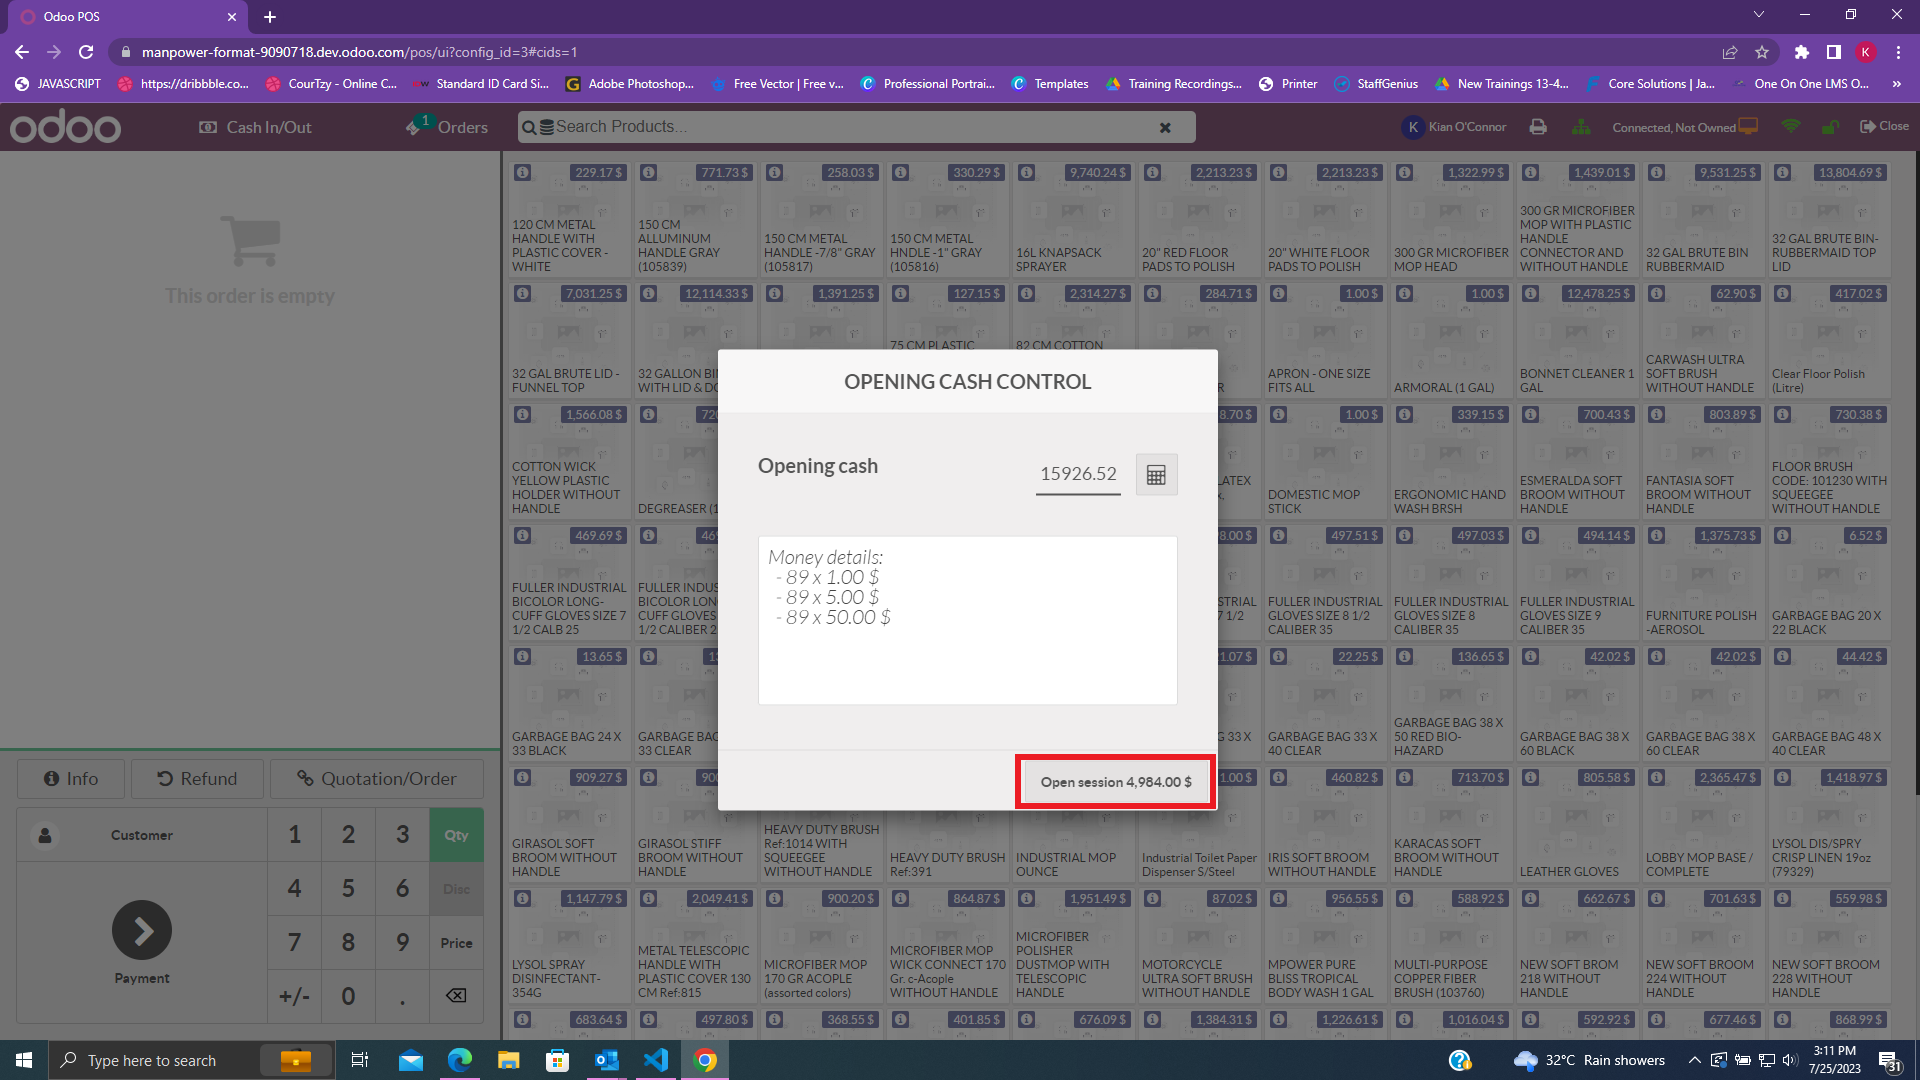 Odoo POS
manpower-format-9090718.dev.odoo.com/pos/ui?config_id=3#cids=1
K
JAVASCRIPT
https://dribbble.co...
CourTzy - Online C...
Standard ID Card Si...
Adobe Photoshop...
Free Vector | Free v...
Professional Portrai...
Templates
Training Recordings...
Printer
StaffGenius
New Trainings 13-4...
Core Solutions | Ja...
One On One LMS O...
odoo
Cash In/Out
1
Orders
Search Products...
K
Kian O'Connor
Connected, Not Owned
Close
This order is empty
229.17 $
120 CM METAL
HANDLE WITH
PLASTIC COVER -
WHITE
771.73 $
150 CM
ALLUMINUM
HANDLE GRAY
(105839)
258.03 $
150 CM METAL
HANDLE -7/8" GRAY
(105817)
330.29 $
150 CM METAL
HNDLE -1" GRAY
(105816)
9,740.24 $
16L KNAPSACK
SPRAYER
2,213.23 $
20" RED FLOOR
PADS TO POLISH
2,213.23 $
20" WHITE FLOOR
PADS TO POLISH
1,322.99 $
300 GR MICROFIBER
MOP HEAD
1,439.01 $
300 GR MICROFIBER
MOP WITH PLASTIC
HANDLE
CONNECTOR AND
WITHOUT HANDLE
9,531.25 $
32 GAL BRUTE BIN
RUBBERMAID
13,804.69 $
32 GAL BRUTE BIN-
RUBBERMAID TOP
LID
7,031.25 $
32 GAL BRUTE LID -
FUNNEL TOP
12,114.33 $
32 GALLON BI
WITH LID & DO
1,391.25 $
127.15 $
75 CM PLASTIC
2,314.27 $
82 CM COTTON
284.71 $
R
1.00 $
APRON - ONE SIZE
FITS ALL
1.00 $
ARMORAL (1 GAL)
12,478.25 $
BONNET CLEANER 1
GAL
62.90 $
CARWASH ULTRA
SOFT BRUSH
WITHOUT HANDLE
417.02 $
Clear Floor Polish
(Litre)
1,566.08 $
COTTON WICK
YELLOW PLASTIC
HOLDER WITHOUT
HANDLE
720
DEGREASER (1
8.70 $
LATEX
1.00 $
DOMESTIC MOP
STICK
339.15 $
ERGONOMIC HAND
WASH BRSH
700.43 $
ESMERALDA SOFT
BROOM WITHOUT
HANDLE
803.89 $
FANTASIA SOFT
BROOM WITHOUT
HANDLE
730.38 $
FLOOR BRUSH
CODE: 101230 WITH
SQUEEGEE
WITHOUT HANDLE
469.69 $
FULLER INDUSTRIAL
BICOLOR LONG-
CUFF GLOVES SIZE 7
1/2 CALB 25
FULLER INDUS
BICOLOR LON
CUFF GLOVES
1/2 CALIBER 2
8.00 $
STRIAL
7 1/2
497.51 $
FULLER INDUSTRIAL
GLOVES SIZE 8 1/2
CALIBER 35
497.03 $
FULLER INDUSTRIAL
GLOVES SIZE 8
CALIBER 35
494.14 $
FULLER INDUSTRIAL
GLOVES SIZE 9
CALIBER 35
1,375.73 $
FURNITURE POLISH
-AEROSOL
6.52 $
GARBAGE BAG 20 X
22 BLACK
13.65 $
GARBAGE BAG 24 X
33 BLACK
GARBAGE BAG
33 CLEAR
1.07 $
G 33 X
22.25 $
GARBAGE BAG 33 X
40 CLEAR
136.65 $
GARBAGE BAG 38 X
50 RED BIO-
HAZARD
42.02 $
GARBAGE BAG 38 X
60 BLACK
42.02 $
GARBAGE BAG 38 X
60 CLEAR
44.42 $
GARBAGE BAG 48 X
40 CLEAR
909.27 $
GIRASOL SOFT
BROOM WITHOUT
HANDLE
900
GIRASOL STIFF
BROOM WITHOUT
HANDLE
HEAVY DUTY BRUSH
Ref:1014 WITH
SQUEEGEE
WITHOUT HANDLE
HEAVY DUTY BRUSH
Ref:391
INDUSTRIAL MOP
OUNCE
1.00 $
Industrial Toilet Paper
Dispenser S/Steel
460.82 $
IRIS SOFT BROOM
WITHOUT HANDLE
713.70 $
KARACAS SOFT
BROOM WITHOUT
HANDLE
805.58 $
LEATHER GLOVES
2,365.47 $
LOBBY MOP BASE /
COMPLETE
1,418.97 $
LYSOL DIS/SPRY
CRISP LINEN 19oz
(79329)
1,147.79 $
LYSOL SPRAY
DISINFECTANT-
354G
2,049.41 $
METAL TELESCOPIC
HANDLE WITH
PLASTIC COVER 130
CM Ref:815
900.20 $
MICROFIBER MOP
170 GR ACOPLE
(assorted colors)
864.87 $
MICROFIBER MOP
WICK CONNECT 170
Gr. c-Acople
WITHOUT HANDLE
1,951.49 $
MICROFIBER
POLISHER
DUSTMOP WITH
TELESCOPIC
HANDLE
87.02 $
MOTORCYCLE
ULTRA SOFT BRUSH
WITHOUT HANDLE
956.55 $
MPOWER PURE
BLISS TROPICAL
BODY WASH 1 GAL
588.92 $
MULTI-PURPOSE
COPPER FIBER
BRUSH (103760)
662.67 $
NEW SOFT BROM
218 WITHOUT
HANDLE
701.63 $
NEW SOFT BROOM
224 WITHOUT
HANDLE
559.98 $
NEW SOFT BROOM
228 WITHOUT
HANDLE
683.64 $
497.80 $
368.55 $
401.85 $
676.09 $
1,384.31 $
1,226.61 $
1,016.04 $
592.92 $
677.46 $
868.99 $
OPENING CASH CONTROL
Opening cash
15926.52
Money details:
- 89 x 1.00 $
- 89 x 5.00 $
- 89 x 50.00 $
Open session 4,984.00 $
Info
Refund
Quotation/Order
Customer
Payment
1 2 3 Qty
4 5 6 Disc
7 8 9 Price
+/- 0 .
Type here to search
32°C Rain showers
3:11 PM
7/25/2023
31